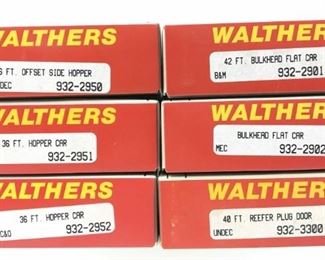 WALTHERS
FT. OFFSET SIDE HOPPER
932-2950
WALTHERS
42 FT. BULKHEAD FLAT CAR
B&M 932-2901
WALTHERS
36 FT. HOPPER CAR
932-2951
WALTHERS
BULKHEAD FLAT CAR
MEC 932-2902
WALTHERS
36 FT. HOPPER CAR
932-2952
WALTHERS
40 FT. REEFER PLUG DOOR
UNDEC 932-3300